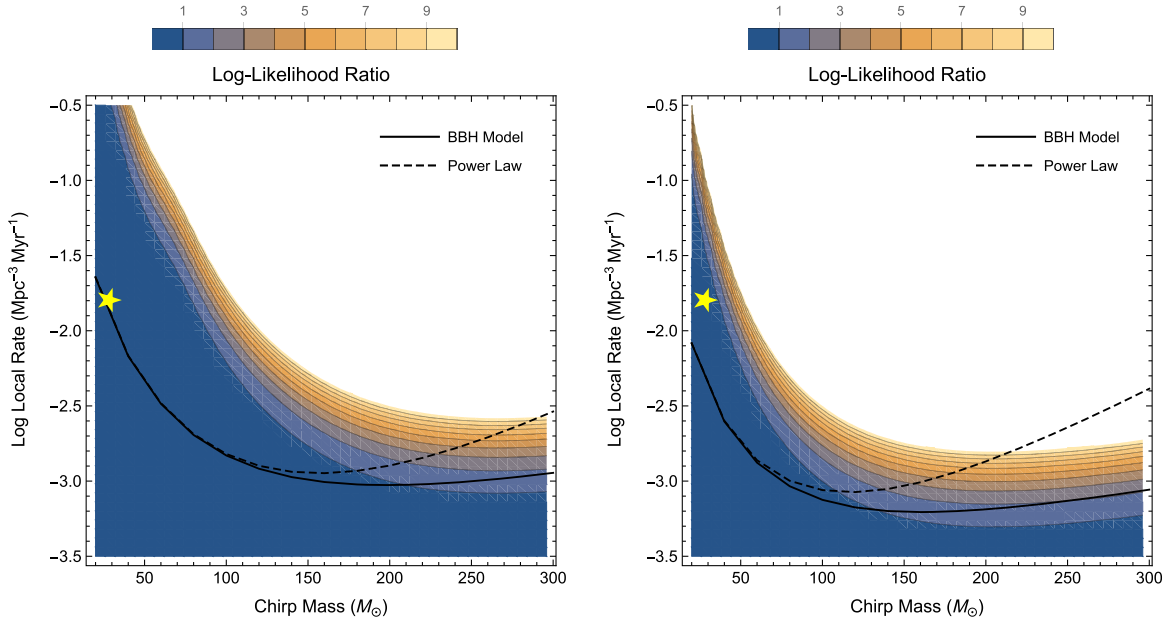 1 3 5 7 9
Log-Likelihood Ratio
BBH Model
Power Law
Log Local Rate (Mpc⁻³ Myr⁻¹)
−0.5
−1.0
−1.5
−2.0
−2.5
−3.0
−3.5
50 100 150 200 250 300
Chirp Mass (M⊙)
1 3 5 7 9
Log-Likelihood Ratio
BBH Model
Power Law
Log Local Rate (Mpc⁻³ Myr⁻¹)
−0.5
−1.0
−1.5
−2.0
−2.5
−3.0
−3.5
50 100 150 200 250 300
Chirp Mass (M⊙)